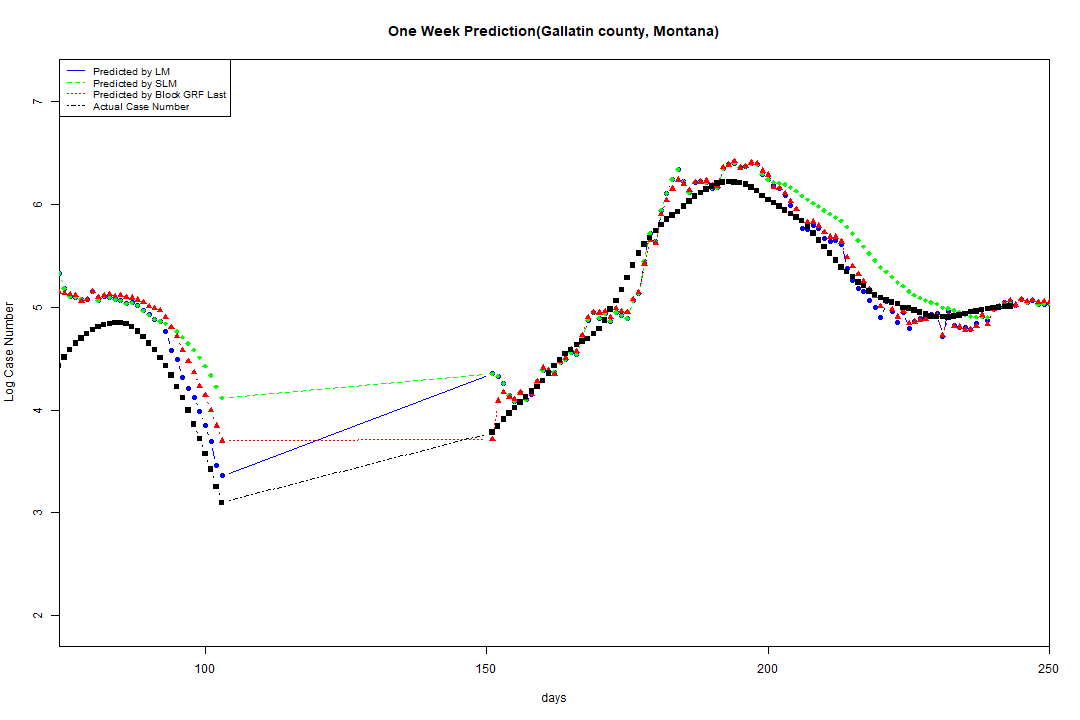 One Week Prediction(Gallatin county, Montana)
Predicted by LM
Predicted by SLM
Predicted by Block GRF Last
Actual Case Number
7
6
5
4
3
2
Log Case Number
100 150 200 250
days